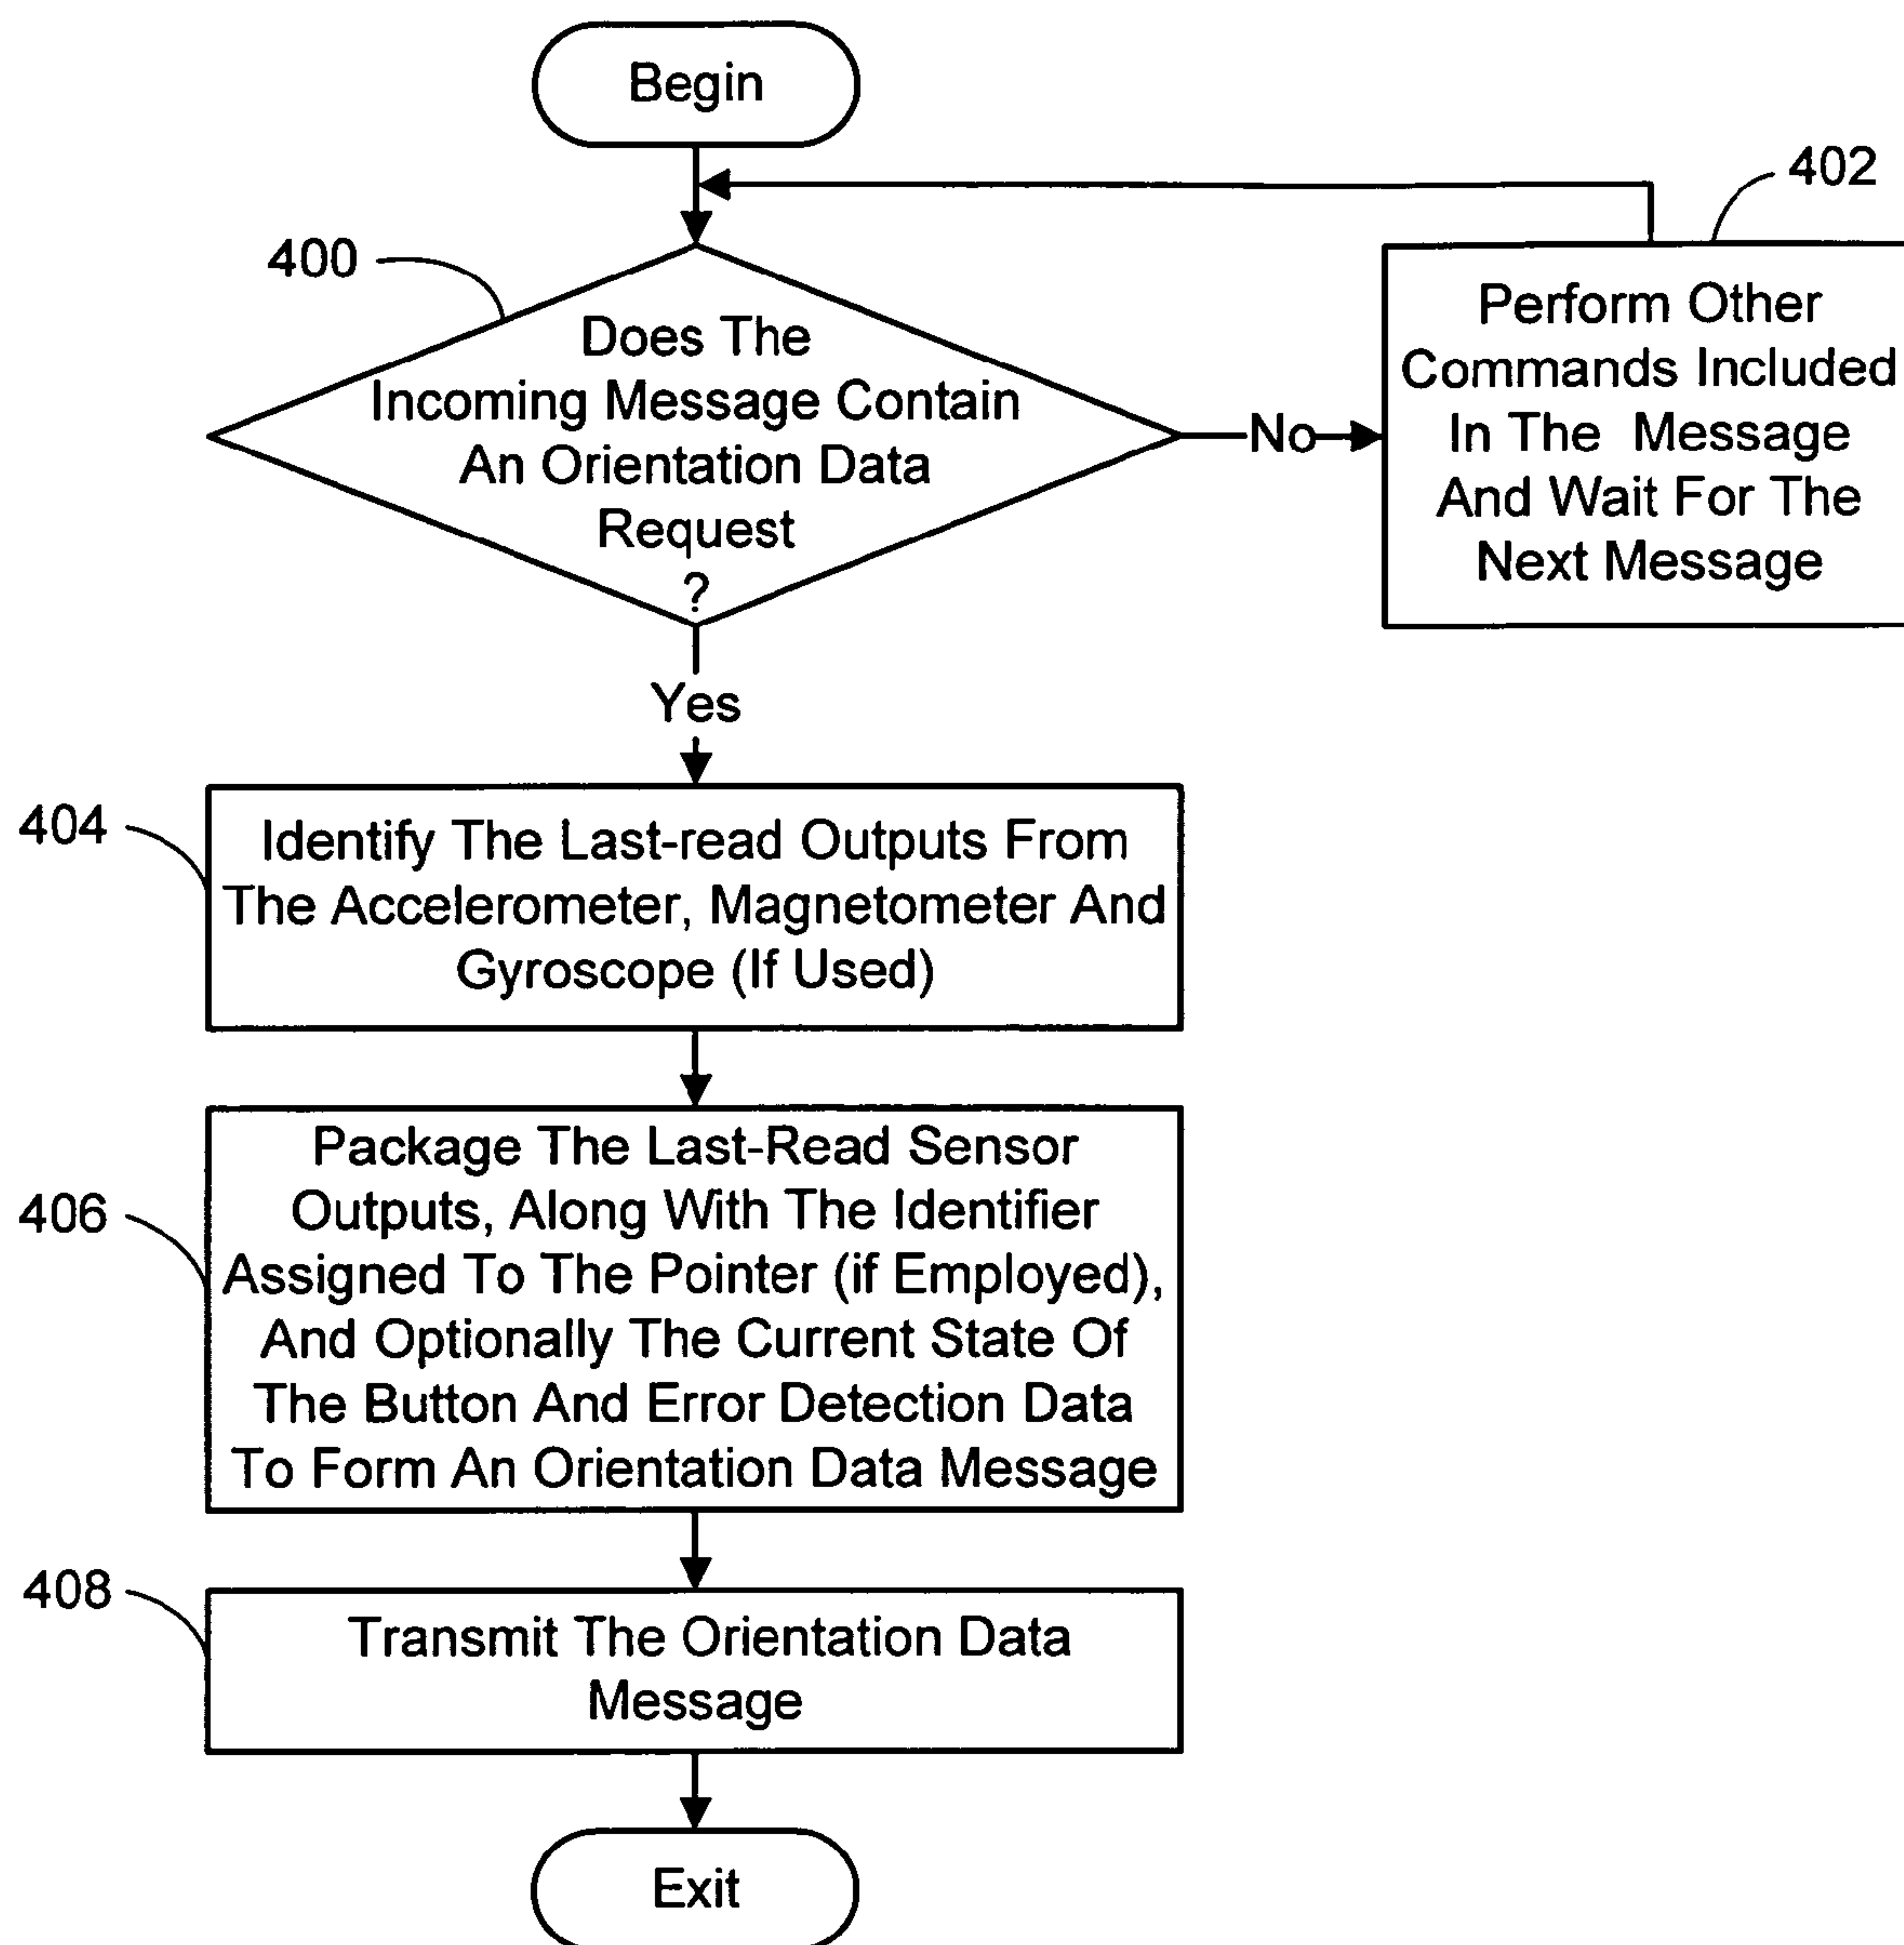 Begin
402
400
Does The
Incoming Message Contain
An Orientation Data
Request
?
No
Perform Other
Commands Included
In The Message
And Wait For The
Next Message
Yes
404
Identify The Last-read Outputs From
The Accelerometer, Magnetometer And
Gyroscope (If Used)
406
Package The Last-Read Sensor
Outputs, Along With The Identifier
Assigned To The Pointer (if Employed),
And Optionally The Current State Of
The Button And Error Detection Data
To Form An Orientation Data Message
408
Transmit The Orientation Data
Message
Exit